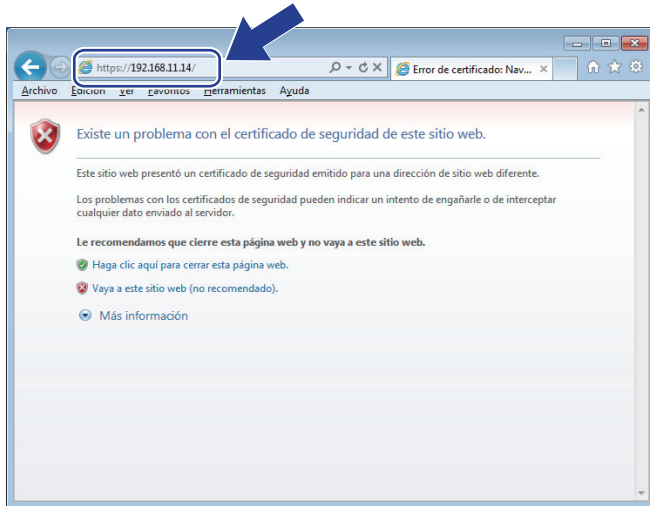 https://192.168.11.14/
Error de certificado: Nav...
Archivo Edición Ver Favoritos Herramientas Ayuda
Existe un problema con el certificado de seguridad de este sitio web.
Este sitio web presentó un certificado de seguridad emitido para una dirección de sitio web diferente.
Los problemas con los certificados de seguridad pueden indicar un intento de engañarle o de interceptar
cualquier dato enviado al servidor.
Le recomendamos que cierre esta página web y no vaya a este sitio web.
Haga clic aquí para cerrar esta página web.
Vaya a este sitio web (no recomendado).
Más información